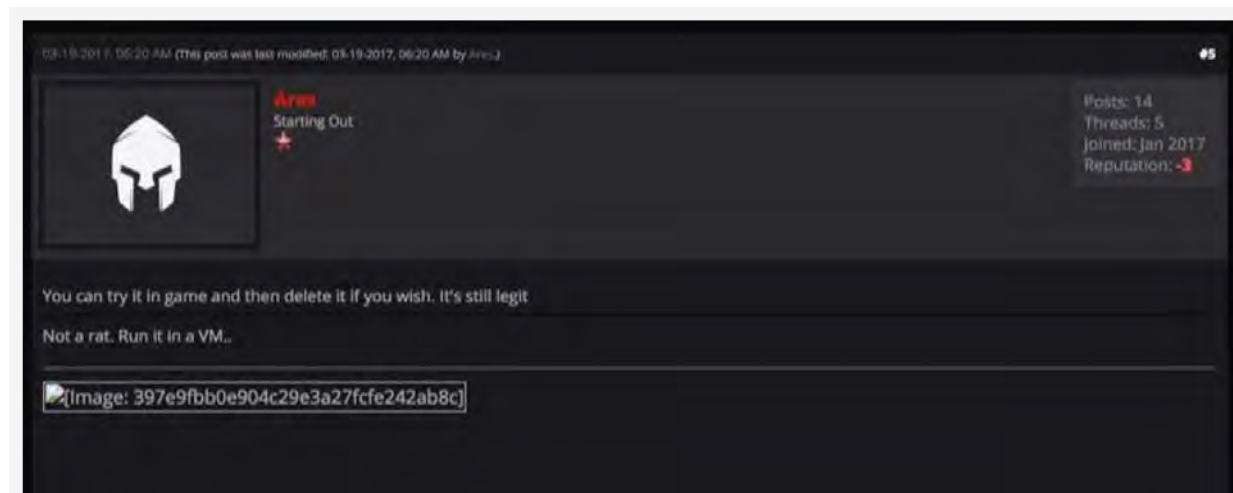 03-19-2017, 06:20 AM (This post was last modified: 03-19-2017, 06:20 AM by Ares.)
#5
Ares
Starting Out
Posts: 14
Threads: 5
Joined: Jan 2017
Reputation: -3
You can try it in game and then delete it if you wish. It's still legit
Not a rat. Run it in a VM..
[Image: 397e9fbb0e904c29e3a27fcfe242ab8c]